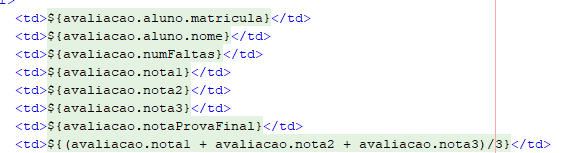 <td>${avaliacao.aluno.matricula}</td>
<td>${avaliacao.aluno.nome}</td>
<td>${avaliacao.numFaltas}</td>
<td>${avaliacao.nota1}</td>
<td>${avaliacao.nota2}</td>
<td>${avaliacao.nota3}</td>
<td>${avaliacao.notaProvaFinal}</td>
<td>${(avaliacao.nota1 + avaliacao.nota2 + avaliacao.nota3)/3}</td>